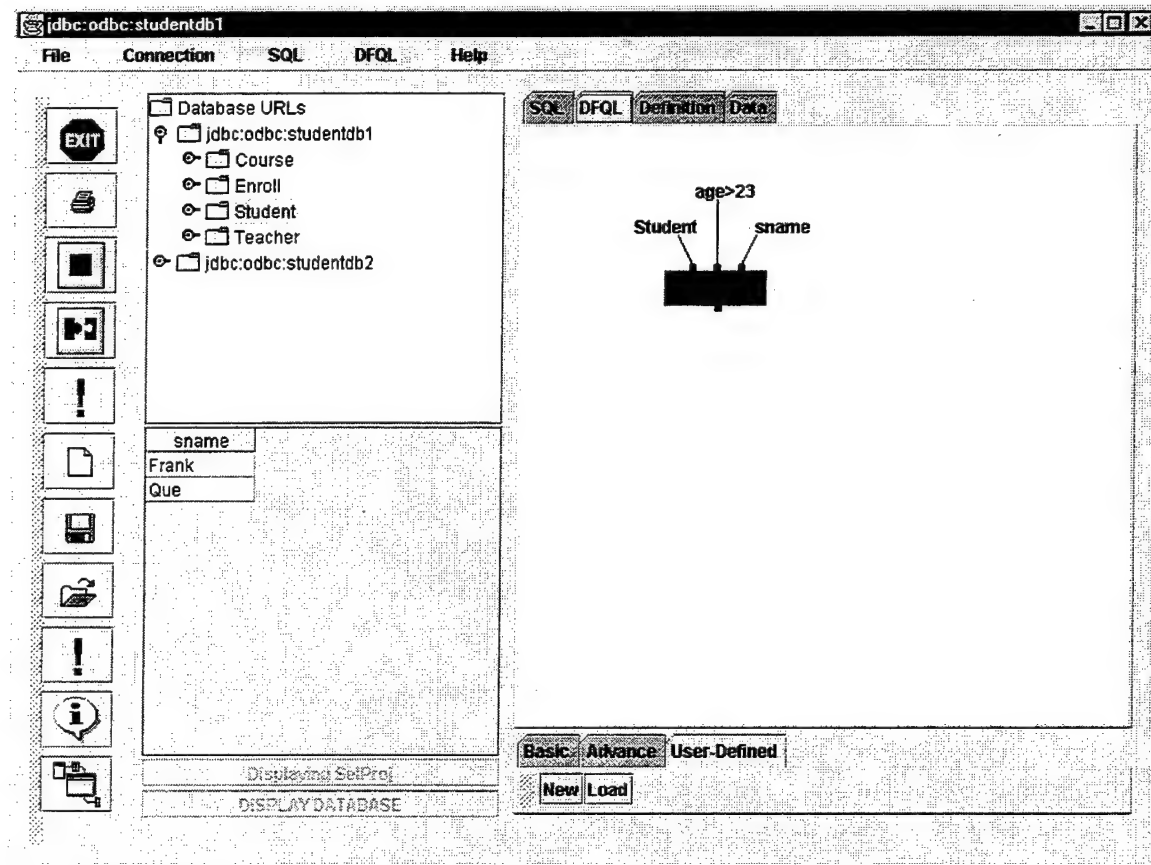 jdbc:odbc:studentdb1
File Connection SQL DFQL Help
EXIT
Database URLs
jdbc:odbc:studentdb1
Course
Enroll
Student
Teacher
jdbc:odbc:studentdb2
sname
Frank
Que
Displaying SelProj
DISPLAY DATABASE
SQL DFQL Definition Data
age>23
Student sname
Basic Advance User-Defined
New Load